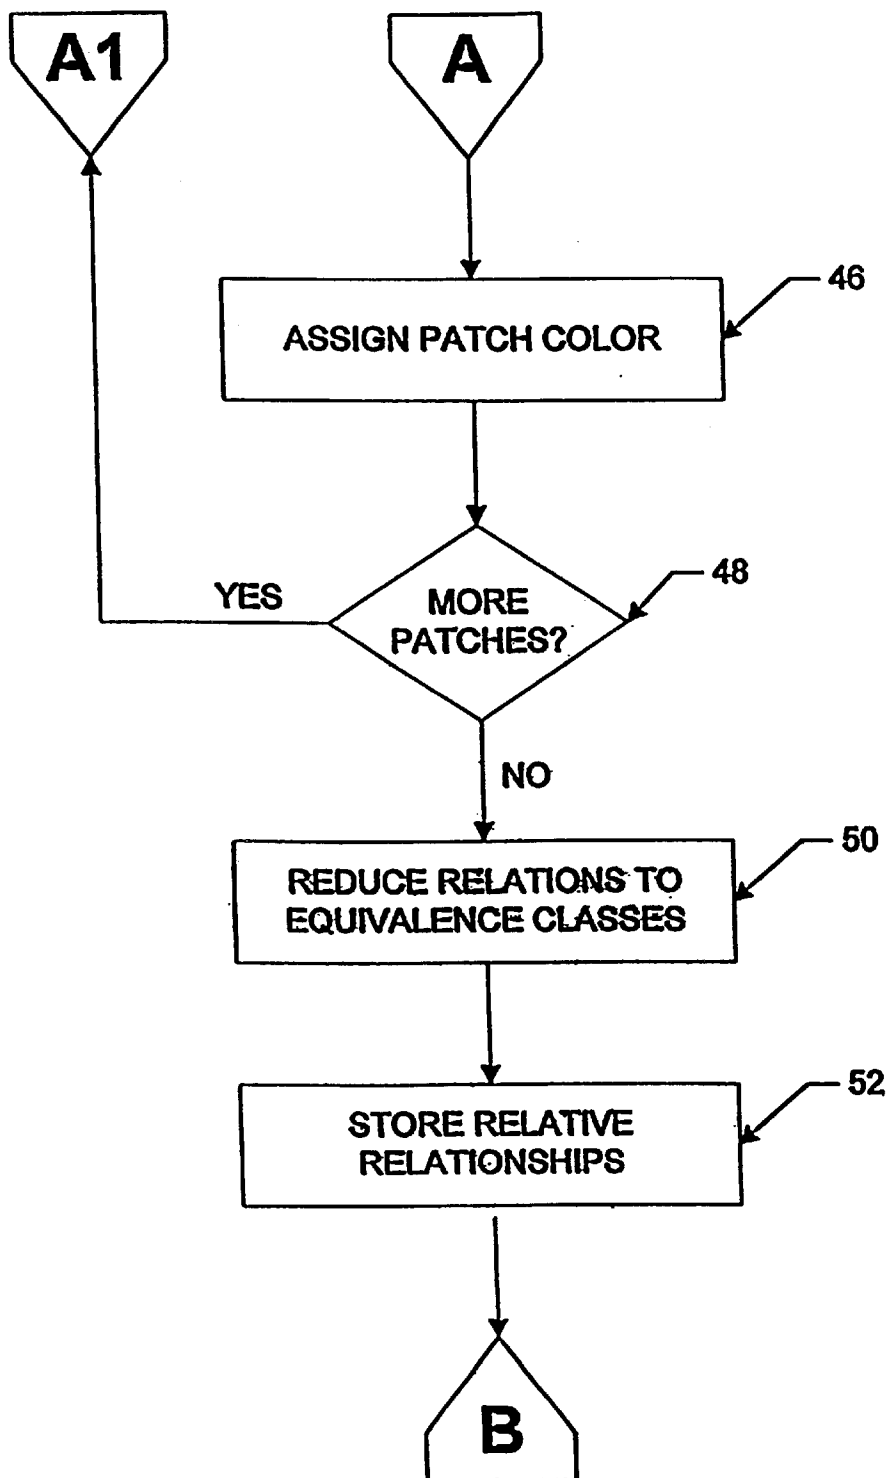 A1
A
46
ASSIGN PATCH COLOR
48
YES
MORE
PATCHES?
NO
50
REDUCE RELATIONS TO
EQUIVALENCE CLASSES
52
STORE RELATIVE
RELATIONSHIPS
B